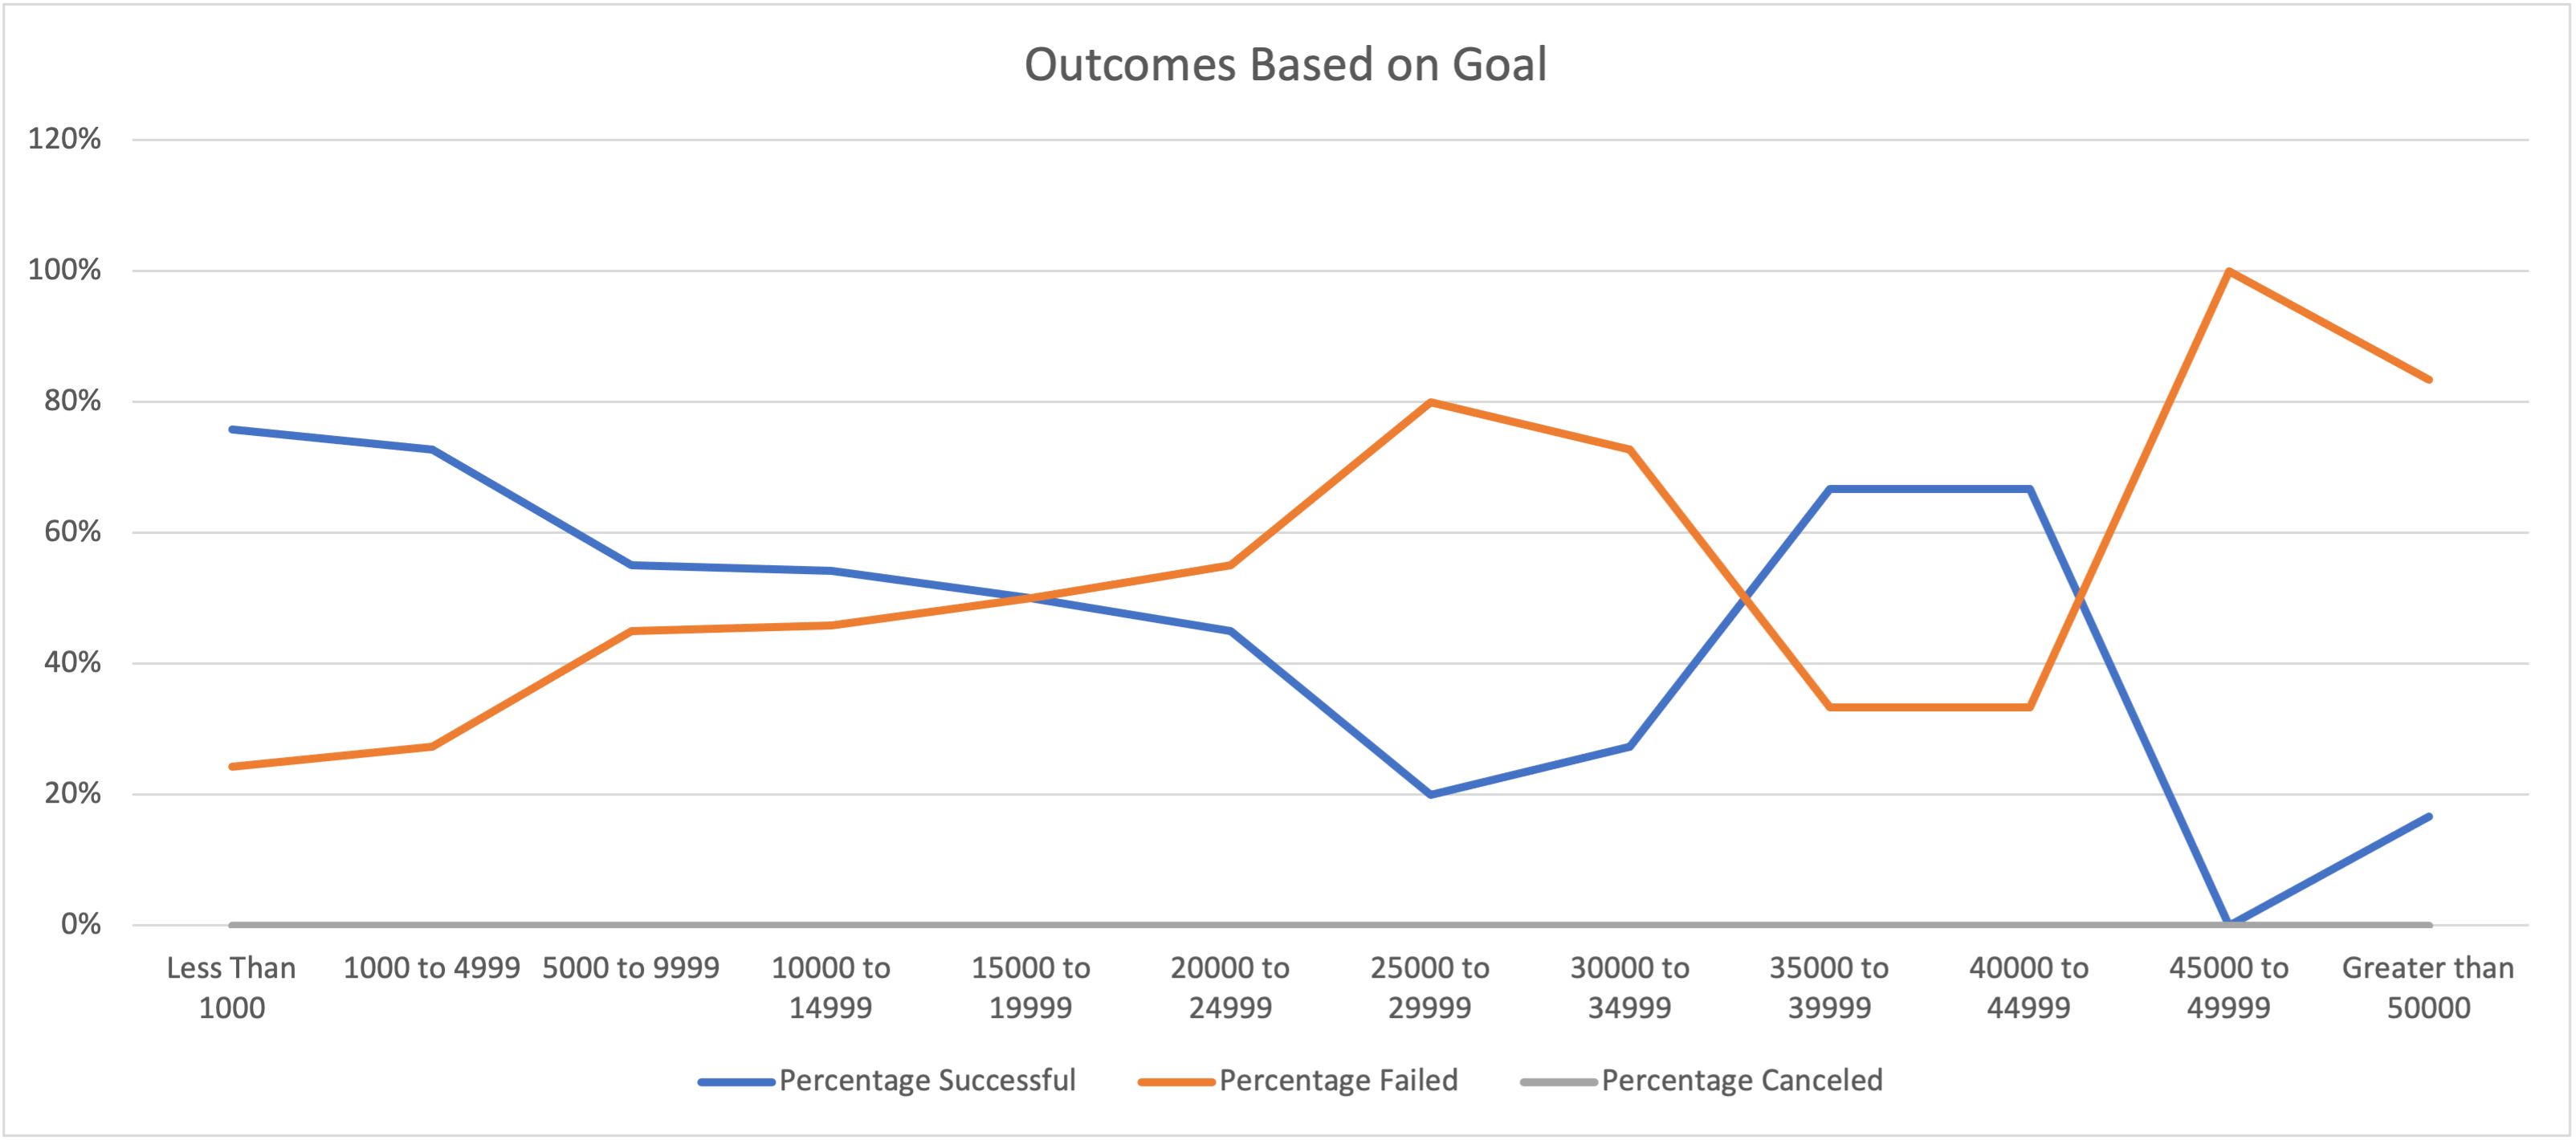 Outcomes Based on Goal
120%
100%
80%
60%
40%
20%
0%
Less Than
1000
1000 to 4999
5000 to 9999
10000 to
14999
15000 to
19999
20000 to
24999
25000 to
29999
30000 to
34999
35000 to
39999
40000 to
44999
45000 to
49999
Greater than
50000
Percentage Successful
Percentage Failed
Percentage Canceled